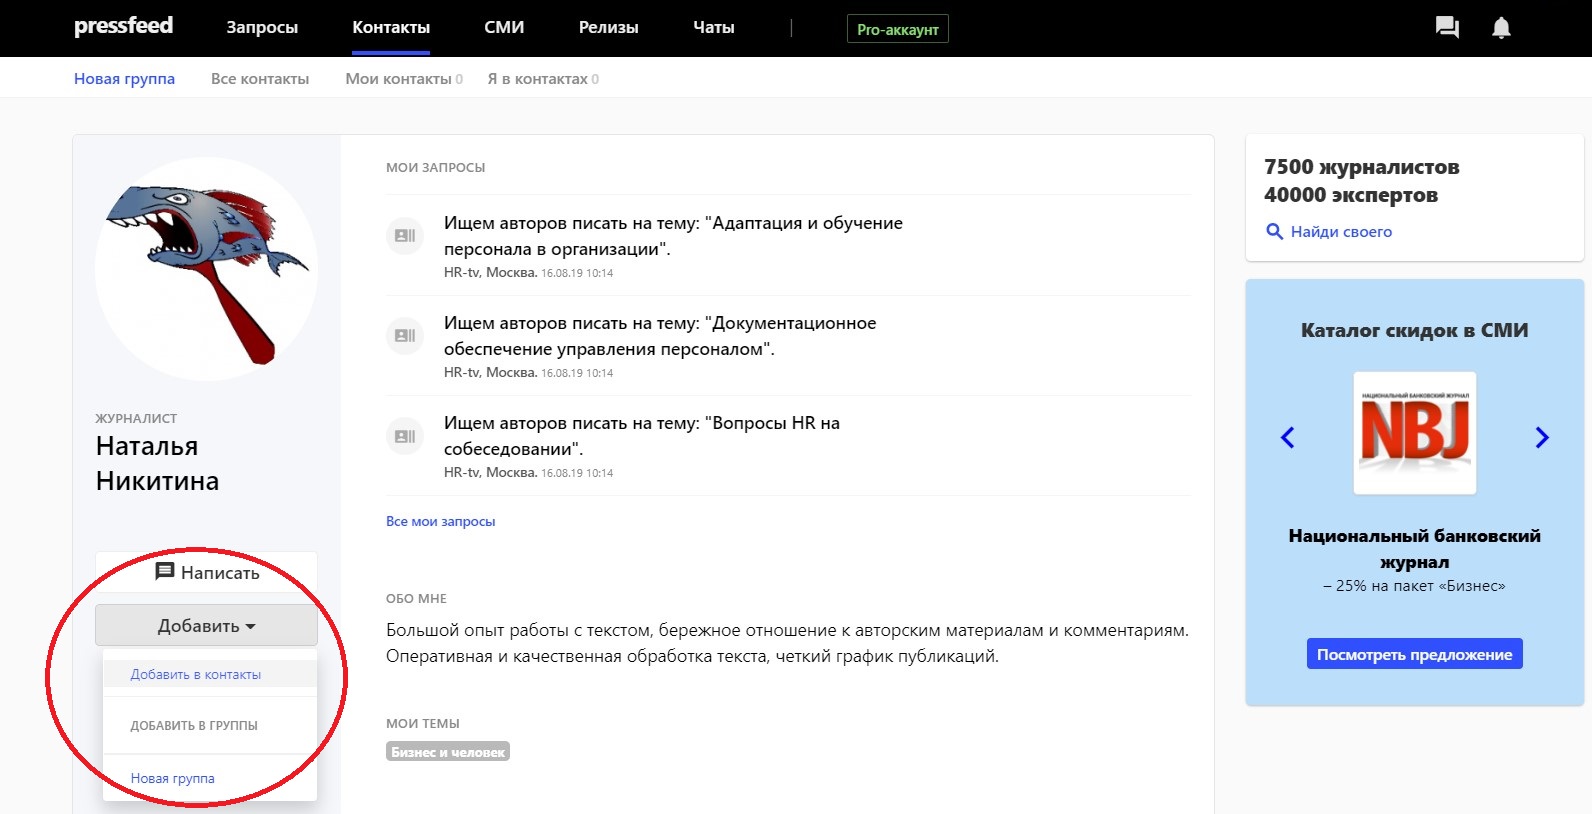 pressfeed
Запросы
Контакты
СМИ
Релизы
Чаты
Pro-аккаунт
Новая группа
Все контакты
Мои контакты 0
Я в контактах 0
ЖУРНАЛИСТ
Наталья
Никитина
Написать
Добавить
Добавить в контакты
ДОБАВИТЬ В ГРУППЫ
Новая группа
МОИ ЗАПРОСЫ
Ищем авторов писать на тему: "Адаптация и обучение
персонала в организации".
HR-tv, Москва. 16.08.19 10:14
Ищем авторов писать на тему: "Документационное
обеспечение управления персоналом".
HR-tv, Москва. 16.08.19 10:14
Ищем авторов писать на тему: "Вопросы HR на
собеседовании".
HR-tv, Москва. 16.08.19 10:14
Все мои запросы
ОБО МНЕ
Большой опыт работы с текстом, бережное отношение к авторским материалам и комментариям.
Оперативная и качественная обработка текста, четкий график публикаций.
МОИ ТЕМЫ
Бизнес и человек
7500 журналистов
40000 экспертов
Найди своего
Каталог скидок в СМИ
НАЦИОНАЛЬНЫЙ БАНКОВСКИЙ ЖУРНАЛ
NBJ
Национальный банковский
журнал
– 25% на пакет «Бизнес»
Посмотреть предложение